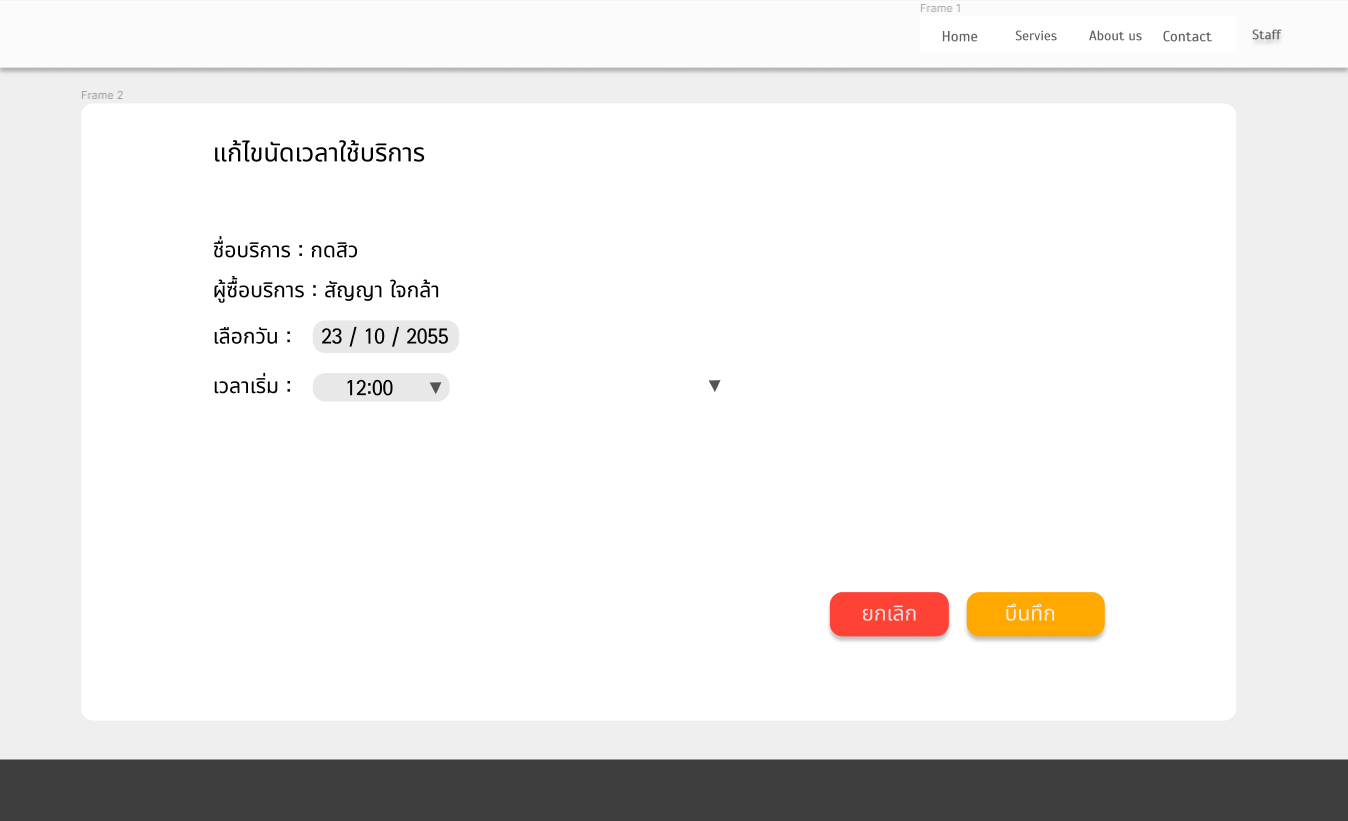 Frame 1
Home Servies About us Contact Staff
Frame 2
แก้ไขนัดเวลาใช้บริการ
ชื่อบริการ : กดสิว
ผู้ซื้อบริการ : สัญญา ใจกล้า
เลือกวัน : 23 / 10 / 2055
เวลาเริ่ม : 12:00 ▼ ▼
ยกเลิก บึนทึก